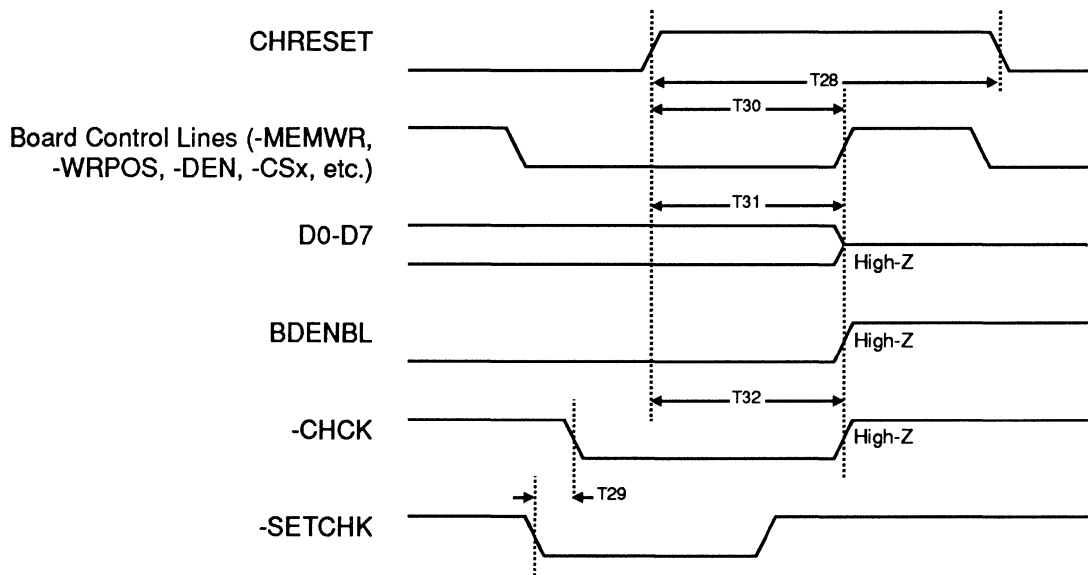 CHRESET
T28
T30
Board Control Lines (-MEMWR,
-WRPOS, -DEN, -CSx, etc.)
T31
D0-D7
High-Z
BDENBL
High-Z
T32
-CHCK
High-Z
T29
-SETCHK